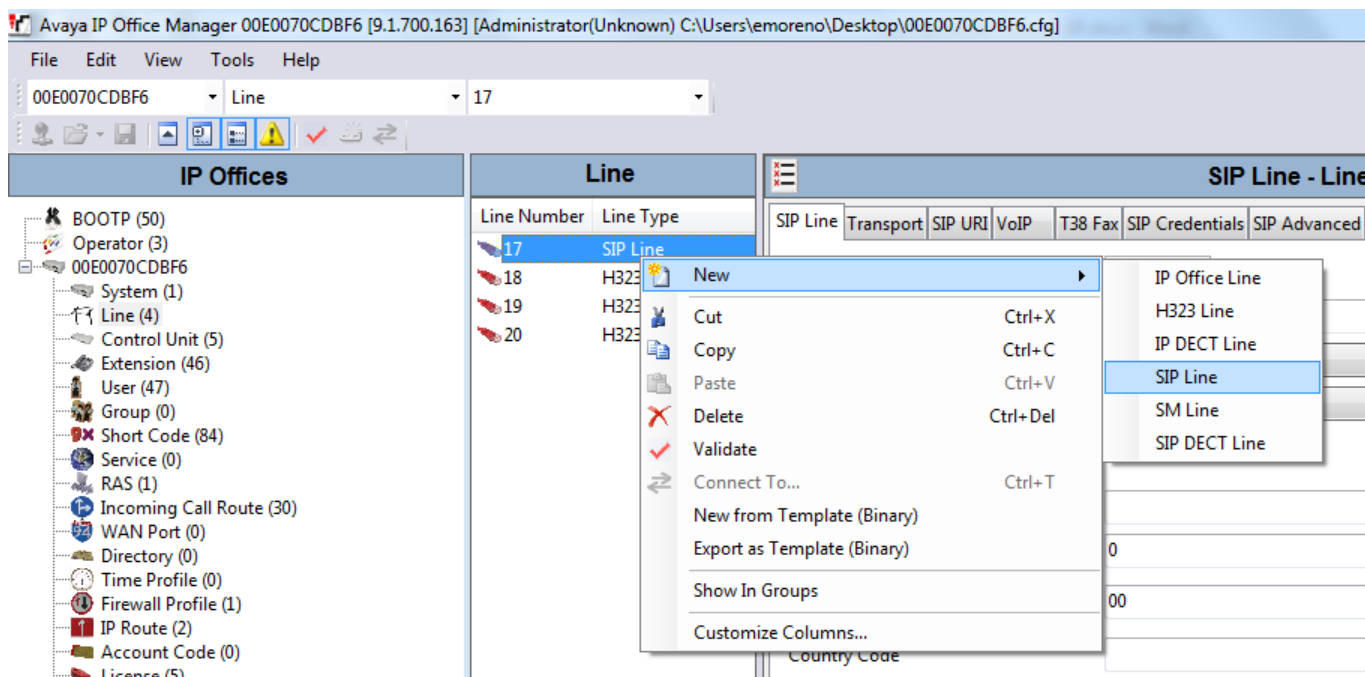 Avaya IP Office Manager 00E0070CDBF6 [9.1.700.163] [Administrator(Unknown) C:\Users\emoreno\Desktop\00E0070CDBF6.cfg]
File Edit View Tools Help
00E0070CDBF6 Line 17
IP Offices
BOOTP (50)
Operator (3)
00E0070CDBF6
System (1)
Line (4)
Control Unit (5)
Extension (46)
User (47)
Group (0)
Short Code (84)
Service (0)
RAS (1)
Incoming Call Route (30)
WAN Port (0)
Directory (0)
Time Profile (0)
Firewall Profile (1)
IP Route (2)
Account Code (0)
License (5)
Line
Line Number Line Type
17 SIP Line
18 H323
19 H323
20 H323
SIP Line - Line
SIP Line Transport SIP URI VoIP T38 Fax SIP Credentials SIP Advanced
New
Cut Ctrl+X
Copy Ctrl+C
Paste Ctrl+V
Delete Ctrl+Del
Validate
Connect To... Ctrl+T
New from Template (Binary)
Export as Template (Binary)
Show In Groups
Customize Columns...
IP Office Line
H323 Line
IP DECT Line
SIP Line
SM Line
SIP DECT Line
0
00
Country Code